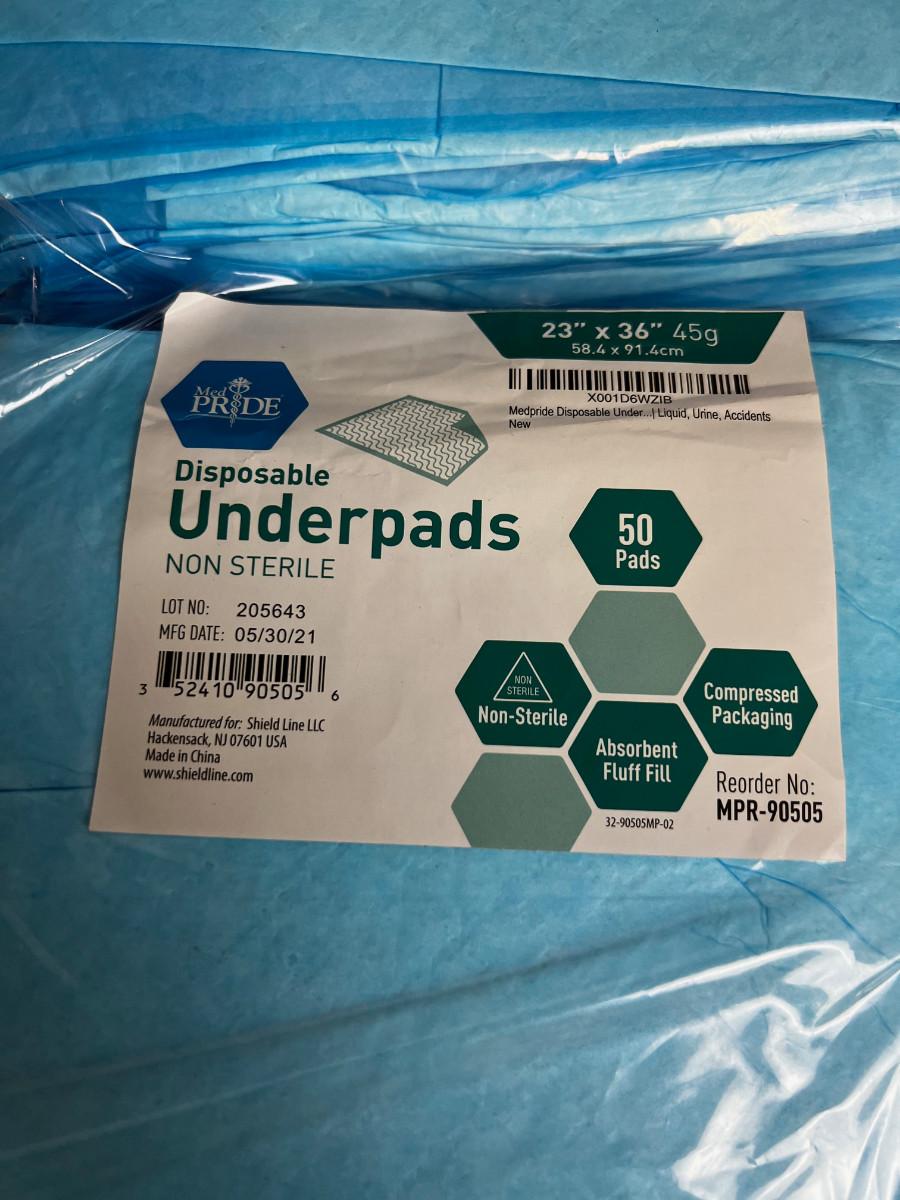 23” x 36” 45g
58.4 x 91.4cm
X001D6WZIB
Medpride Disposable Under...| Liquid, Urine, Accidents
New
Med
PRIDE
Disposable
Underpads
NON STERILE
50
Pads
LOT NO: 205643
MFG DATE: 05/30/21
3 52410 90505 6
Manufactured for: Shield Line LLC
Hackensack, NJ 07601 USA
Made in China
www.shieldline.com
NON
STERILE
Non-Sterile
Compressed
Packaging
Absorbent
Fluff Fill
Reorder No:
MPR-90505
32-90505MP-02